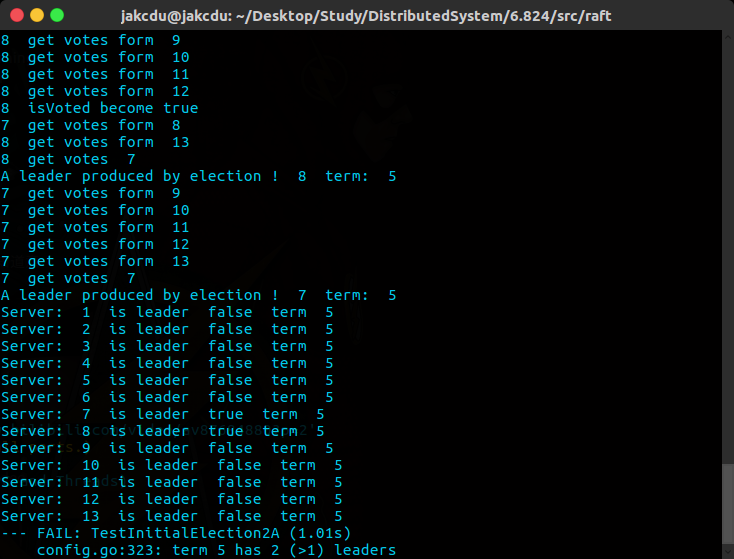 jakcdu@jakcdu: ~/Desktop/Study/DistributedSystem/6.824/src/raft
8  get votes form  9
8  get votes form  10
8  get votes form  11
8  get votes form  12
8  isVoted become true
7  get votes form  8
8  get votes form  13
8  get votes  7
A leader produced by election !  8  term:  5
7  get votes form  9
7  get votes form  10
7  get votes form  11
7  get votes form  12
7  get votes form  13
7  get votes  7
A leader produced by election !  7  term:  5
Server:  1  is leader  false  term  5
Server:  2  is leader  false  term  5
Server:  3  is leader  false  term  5
Server:  4  is leader  false  term  5
Server:  5  is leader  false  term  5
Server:  6  is leader  false  term  5
Server:  7  is leader  true  term  5
Server:  8  is leader  true  term  5
Server:  9  is leader  false  term  5
Server:  10  is leader  false  term  5
Server:  11  is leader  false  term  5
Server:  12  is leader  false  term  5
Server:  13  is leader  false  term  5
--- FAIL: TestInitialElection2A (1.01s)
    config.go:323: term 5 has 2 (>1) leaders